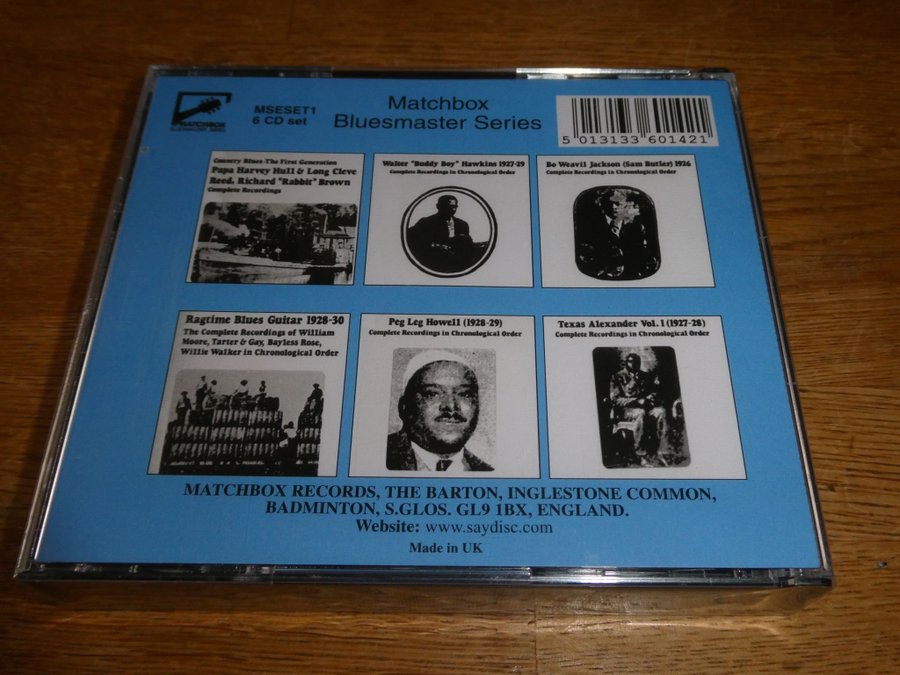 MATCHBOX
BLUESMASTER SERIES
MSESET1
6 CD set
Matchbox
Bluesmaster Series
5 013133 601421
Country Blues-The First Generation
Papa Harvey Hull & Long Cleve
Reed, Richard "Rabbit" Brown
Complete Recordings
Walter "Buddy Boy" Hawkins 1927-29
Complete Recordings in Chronological Order
Bo Weavil Jackson (Sam Butler) 1926
Complete Recordings in Chronological Order
Ragtime Blues Guitar 1928-30
The Complete Recordings of William
Moore, Tarter & Gay, Bayless Rose,
Willie Walker in Chronological Order
Peg Leg Howell (1928-29)
Complete Recordings in Chronological Order
Texas Alexander Vol. 1 (1927-28)
Complete Recordings in Chronological Order
MATCHBOX RECORDS, THE BARTON, INGLESTONE COMMON,
BADMINTON, S.GLOS. GL9 1BX, ENGLAND.
Website: www.saydisc.com
Made in UK